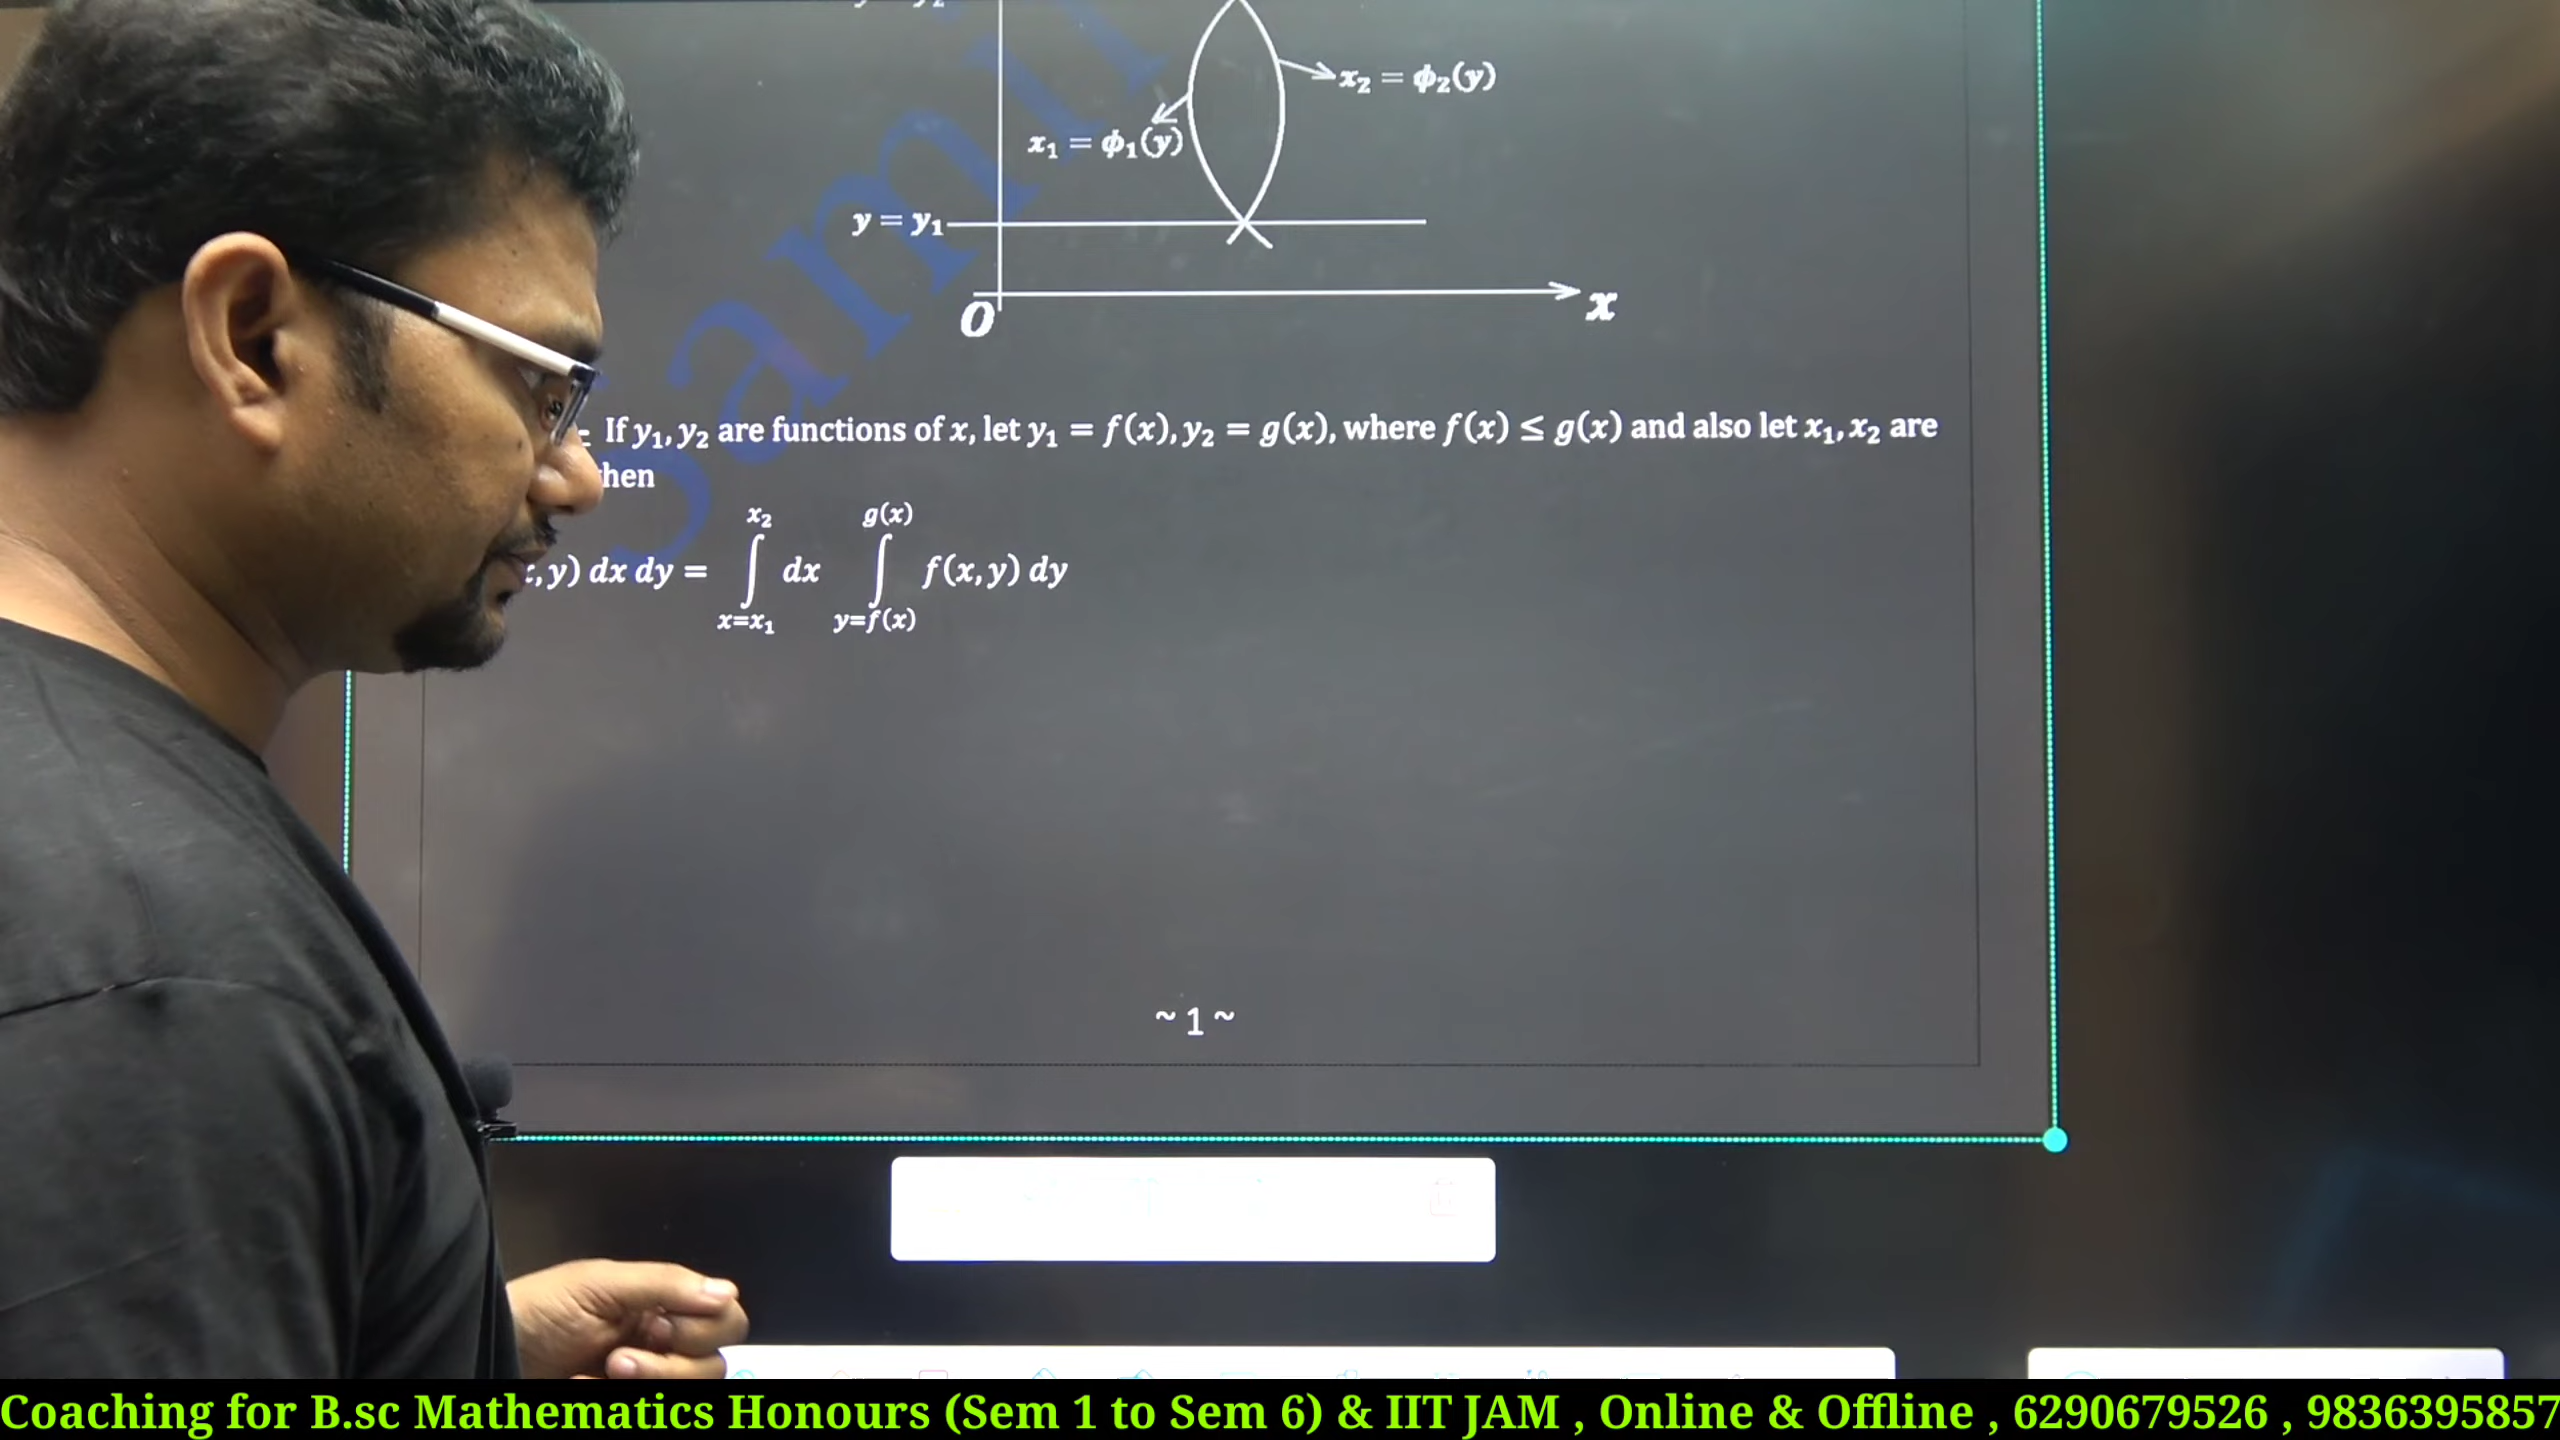 x₂ = ϕ₂(y)
x₁ = ϕ₁(y)
y = y₁
O
x
If y₁, y₂ are functions of x, let y₁ = f(x), y₂ = g(x), where f(x) ≤ g(x) and also let x₁, x₂ are
hen
x₂ g(x)
, y) dx dy = ∫ dx ∫ f(x, y) dy
x=x₁ y=f(x)
~ 1 ~
Coaching for B.sc Mathematics Honours (Sem 1 to Sem 6) & IIT JAM , Online & Offline , 6290679526 , 9836395857